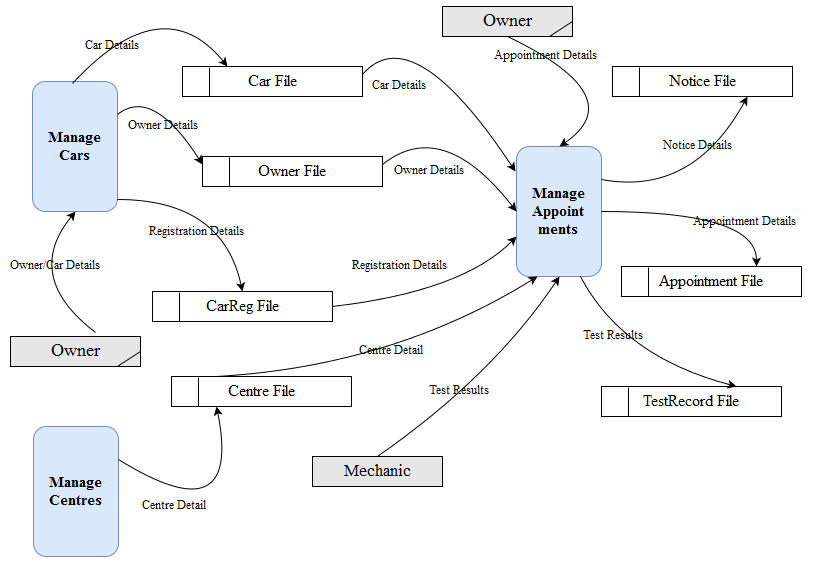 Owner
Car Details
Appointment Details
Car File
Car Details
Notice File
Manage
Cars
Owner Details
Notice Details
Owner File
Owner Details
Manage
Appoint
ments
Registration Details
Appointment Details
Owner/Car Details
Registration Details
Appointment File
CarReg File
Test Results
Owner
Centre Detail
Centre File
Test Results
TestRecord File
Mechanic
Manage
Centres
Centre Detail